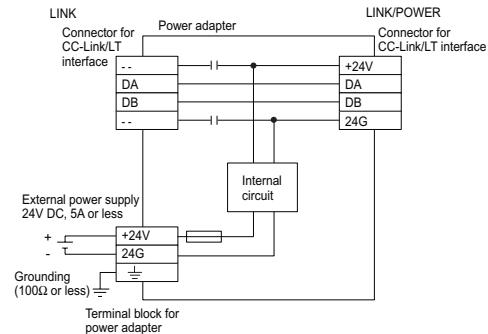 LINK
LINK/POWER
Power adapter
Connector for
CC-Link/LT
interface
Connector for
CC-Link/LT interface
- -
DA
DB
- -
+24V
DA
DB
24G
Internal
circuit
External power supply
24V DC, 5A or less
+
-
+24V
24G
Grounding
(100Ω or less)
Terminal block for
power adapter